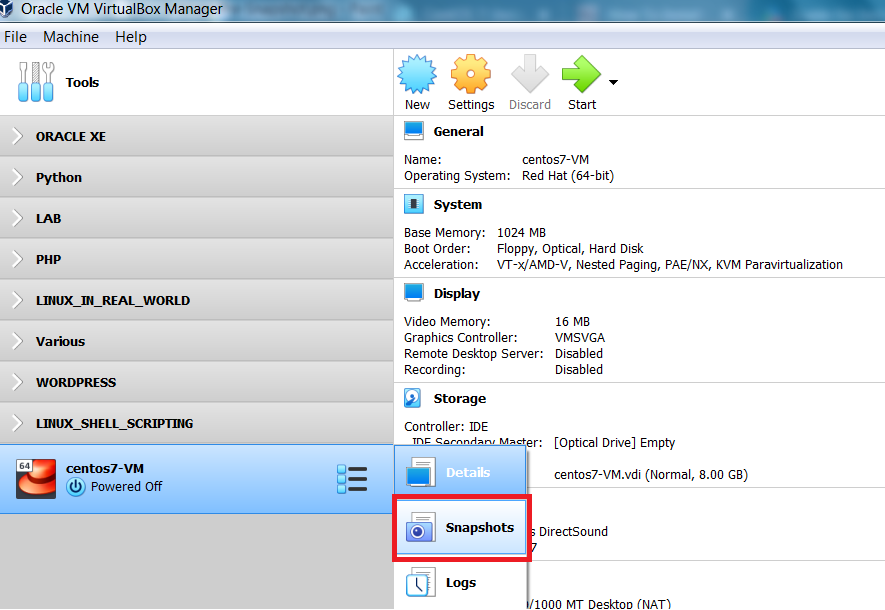 Oracle VM VirtualBox Manager
File Machine Help
Tools
New Settings Discard Start
ORACLE XE
Python
LAB
PHP
LINUX_IN_REAL_WORLD
Various
WORDPRESS
LINUX_SHELL_SCRIPTING
64
centos7-VM
Powered Off
General
Name: centos7-VM
Operating System: Red Hat (64-bit)
System
Base Memory: 1024 MB
Boot Order: Floppy, Optical, Hard Disk
Acceleration: VT-x/AMD-V, Nested Paging, PAE/NX, KVM Paravirtualization
Display
Video Memory: 16 MB
Graphics Controller: VMSVGA
Remote Desktop Server: Disabled
Recording: Disabled
Storage
Controller: IDE
IDE Secondary Master: [Optical Drive] Empty
centos7-VM.vdi (Normal, 8.00 GB)
Details
Snapshots
Logs
s DirectSound
7
/1000 MT Desktop (NAT)